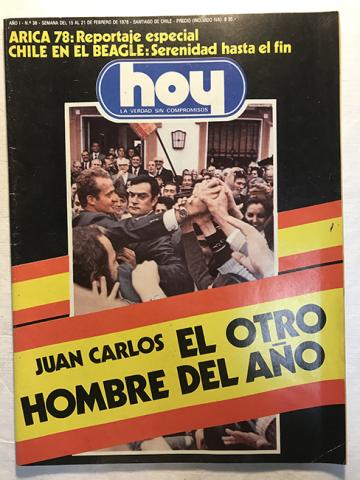 AÑO I - N.º 38 - SEMANA DEL 15 AL 21 DE FEBRERO DE 1978 - SANTIAGO DE CHILE - PRECIO (INCLUIDO IVA) $ 35.-
ARICA 78: Reportaje especial
CHILE EN EL BEAGLE: Serenidad hasta el fin
hoy
LA VERDAD SIN COMPROMISOS
JUAN CARLOS EL OTRO
HOMBRE DEL AÑO